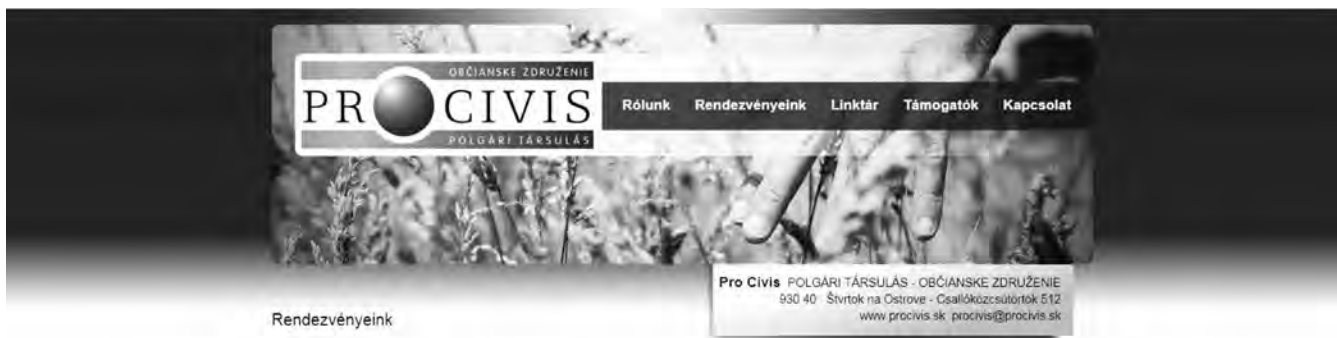 OBČIANSKE ZDRUŽENIE
PRO CIVIS
POLGÁRI TÁRSULÁS
Rólunk Rendezvényeink Linktár Támogatók Kapcsolat
Pro Civis POLGÁRI TÁRSULÁS - OBČIANSKE ZDRUŽENIE
930 40 Štvrtok na Ostrove - Csallóközcsütörtök 512
www.procivis.sk procivis@procivis.sk
Rendezvényeink